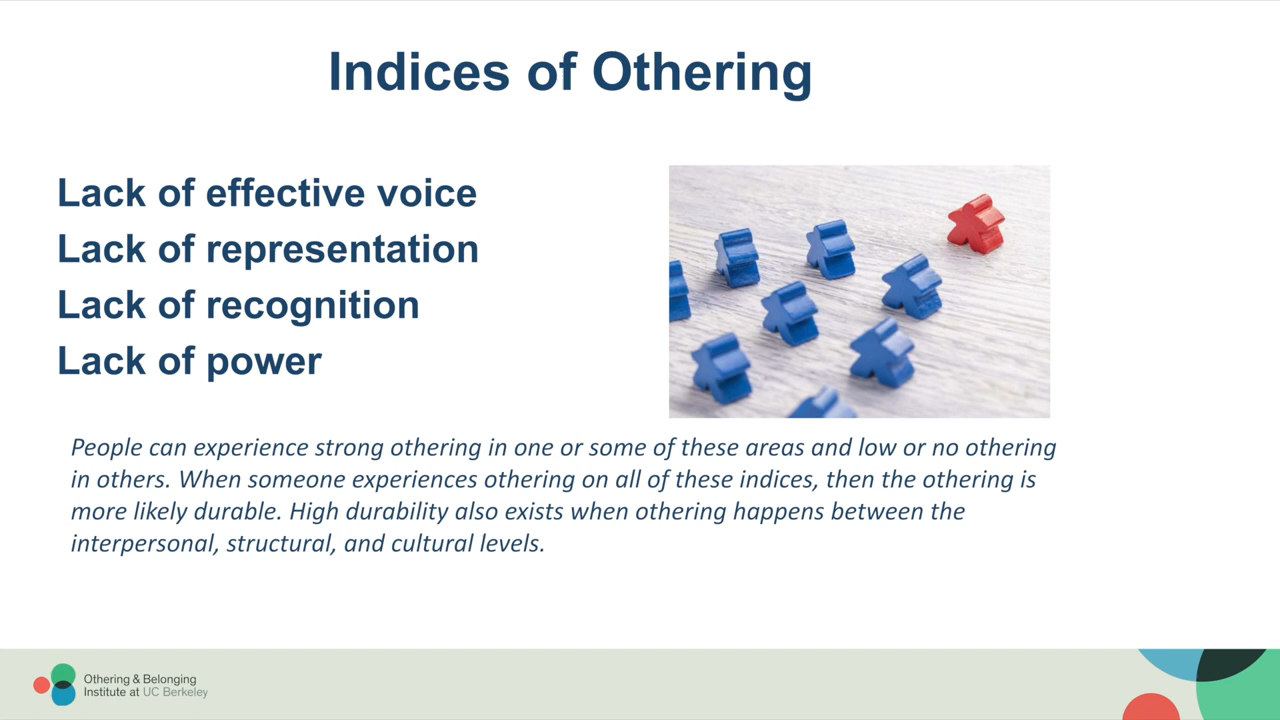 Indices of Othering
Lack of effective voice
Lack of representation
Lack of recognition
Lack of power
People can experience strong othering in one or some of these areas and low or no othering
in others. When someone experiences othering on all of these indices, then the othering is
more likely durable. High durability also exists when othering happens between the
interpersonal, structural, and cultural levels.
Othering & Belonging
Institute at UC Berkeley